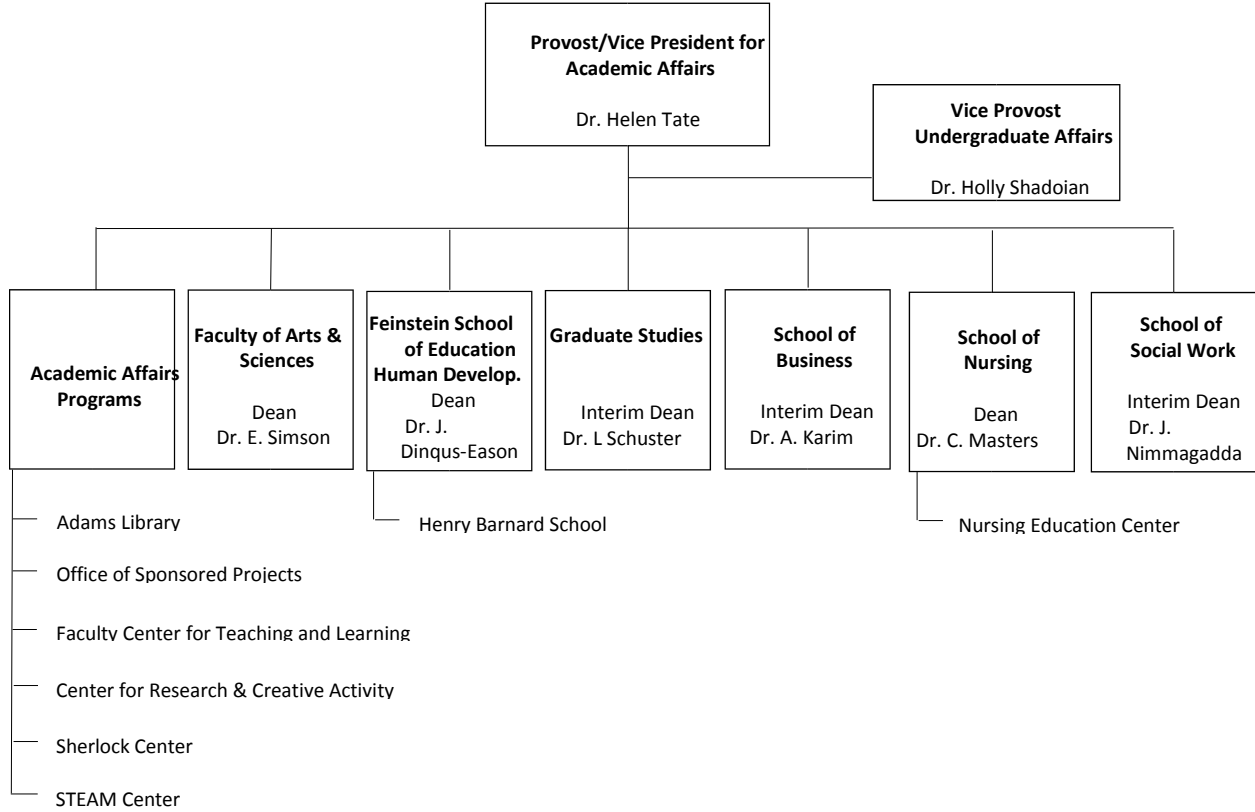 Provost/Vice President for
Academic Affairs
Dr. Helen Tate
Vice Provost
Undergraduate Affairs
Dr. Holly Shadoian
Academic Affairs
Programs
Faculty of Arts &
Sciences
Dean
Dr. E. Simson
Feinstein School
of Education
Human Develop.
Dean
Dr. J.
Dinqus-Eason
Graduate Studies
Interim Dean
Dr. L Schuster
School of
Business
Interim Dean
Dr. A. Karim
School of
Nursing
Dean
Dr. C. Masters
School of
Social Work
Interim Dean
Dr. J.
Nimmagadda
Adams Library
Office of Sponsored Projects
Faculty Center for Teaching and Learning
Center for Research & Creative Activity
Sherlock Center
STEAM Center
Henry Barnard School
Nursing Education Center